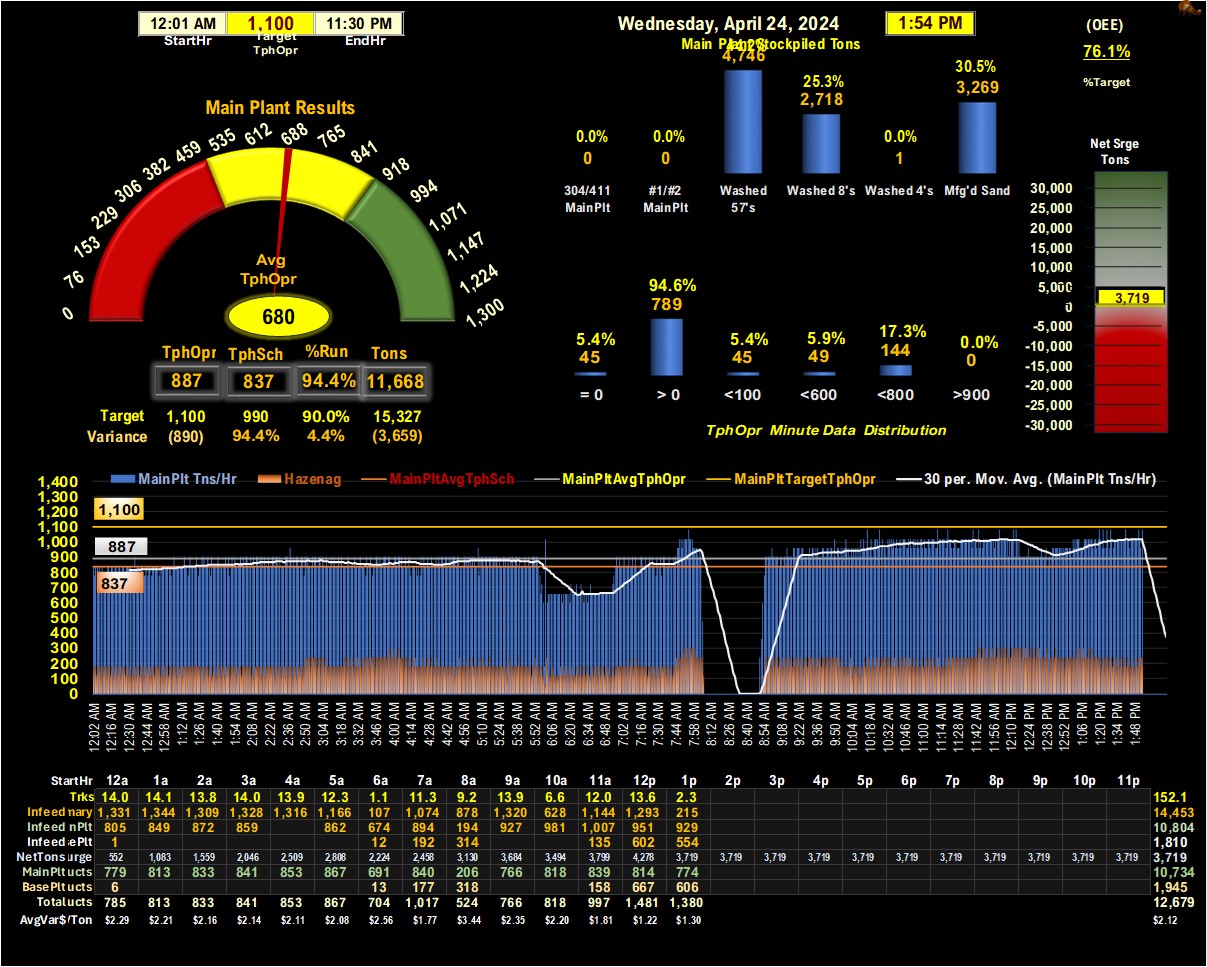 12:01 AM 1,100 11:30 PM
StartHr Target TphOpr EndHr
Wednesday, April 24, 2024 1:54 PM
(OEE)
76.1%
%Target
Main Plant Stockpiled Tons
0.0% 0.0% 25.3% 0.0% 30.5%
0 0 4,746 2,718 1 3,269
304/411 MainPlt #1/#2 MainPlt Washed 57's Washed 8's Washed 4's Mfg'd Sand
Main Plant Results
0 76 153 229 306 382 459 535 612 688 765 841 918 994 1,071 1,147 1,224 1,300
Avg
TphOpr
680
TphOpr TphSch %Run Tons
887 837 94.4% 11,668
Target 1,100 990 90.0% 15,327
Variance (890) 94.4% 4.4% (3,659)
5.4% 94.6% 5.4% 5.9% 17.3% 0.0%
45 789 45 49 144 0
= 0 > 0 <100 <600 <800 >900
TphOpr Minute Data Distribution
Net Srge
Tons
30,000
25,000
20,000
15,000
10,000
5,000
3,719
0
-5,000
-10,000
-15,000
-20,000
-25,000
-30,000
MainPlt Tns/Hr Hazenag MainPltAvgTphSch MainPltAvgTphOpr MainPltTargetTphOpr 30 per. Mov. Avg. (MainPlt Tns/Hr)
1,400
1,300
1,200
1,100
1,000
900
800
700
600
500
400
300
200
100
0
1,100
887
837
12:02 AM 12:16 AM 12:30 AM 12:44 AM 12:58 AM 1:12 AM 1:26 AM 1:40 AM 1:54 AM 2:08 AM 2:22 AM 2:36 AM 2:50 AM 3:04 AM 3:18 AM 3:32 AM 3:46 AM 4:00 AM 4:14 AM 4:28 AM 4:42 AM 4:56 AM 5:10 AM 5:24 AM 5:38 AM 5:52 AM 6:06 AM 6:20 AM 6:34 AM 6:48 AM 7:02 AM 7:16 AM 7:30 AM 7:44 AM 7:58 AM 8:12 AM 8:26 AM 8:40 AM 8:54 AM 9:08 AM 9:22 AM 9:36 AM 9:50 AM 10:04 AM 10:18 AM 10:32 AM 10:46 AM 11:00 AM 11:14 AM 11:28 AM 11:42 AM 11:56 AM 12:10 PM 12:24 PM 12:38 PM 12:52 PM 1:06 PM 1:20 PM 1:34 PM 1:48 PM
StartHr 12a 1a 2a 3a 4a 5a 6a 7a 8a 9a 10a 11a 12p 1p 2p 3p 4p 5p 6p 7p 8p 9p 10p 11p
Trks 14.0 14.1 13.8 14.0 13.9 12.3 1.1 11.3 9.2 13.9 6.6 12.0 13.6 2.3 152.1
Infeed mary 1,331 1,344 1,309 1,328 1,316 1,166 107 1,074 878 1,320 628 1,144 1,293 215 14,453
Infeed nPlt 805 849 872 859 862 674 894 194 927 981 1,007 951 929 10,804
Infeed ePlt 1 12 192 314 135 602 554 1,810
NetTons urge 552 1,083 1,559 2,046 2,509 2,808 2,224 2,458 3,130 3,684 3,494 3,799 4,278 3,719 3,719 3,719 3,719 3,719 3,719 3,719 3,719 3,719 3,719 3,719 3,719
MainPlt ucts 779 813 833 841 853 867 691 840 206 766 818 839 814 774 10,734
BasePlt ucts 6 13 177 318 158 667 606 1,945
Total ucts 785 813 833 841 853 867 704 1,017 524 766 818 997 1,481 1,380 12,679
AvgVar$/Ton $2.29 $2.21 $2.16 $2.14 $2.11 $2.08 $2.56 $1.77 $3.44 $2.35 $2.20 $1.81 $1.22 $1.30 $2.12